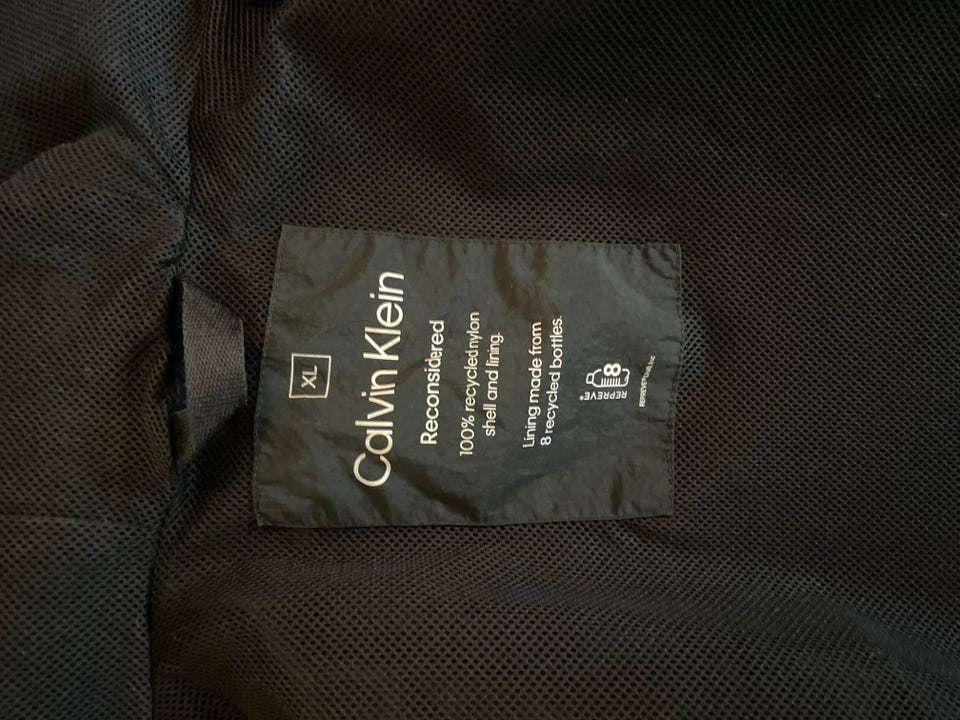 XL
Calvin Klein
Reconsidered
100% recycled nylon
shell and lining.
Lining made from
8 recycled bottles.
REPREVE®
8